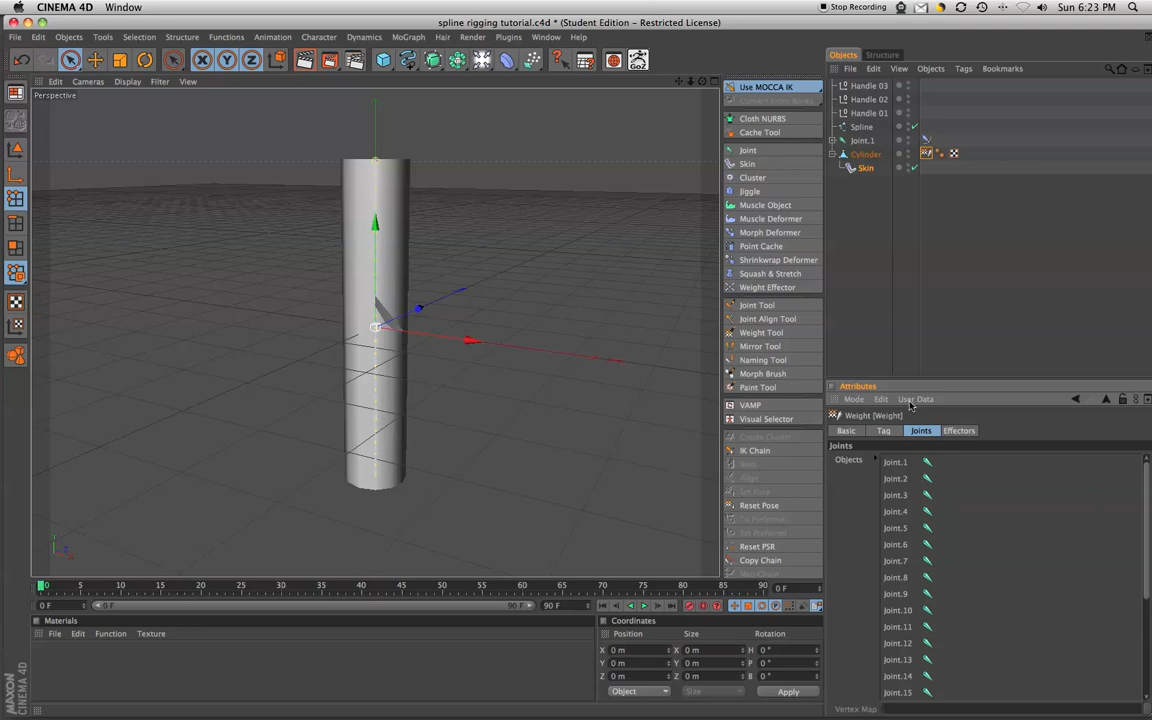 CINEMA 4D Window Stop Recording Sun 6:23 PM
spline rigging tutorial.c4d * (Student Edition - Restricted License)
File Edit Objects Tools Selection Structure Functions Animation Character Dynamics MoGraph Hair Render Plugins Window Help
GoZ
Objects Structure
File Edit View Objects Tags Bookmarks
Edit Cameras Display Filter View
Perspective
Use MOCCA IK
Cloth NURBS
Cache Tool
Joint
Skin
Cluster
Jiggle
Muscle Object
Muscle Deformer
Morph Deformer
Point Cache
Shrinkwrap Deformer
Squash & Stretch
Weight Effector
Joint Tool
Joint Align Tool
Weight Tool
Mirror Tool
Naming Tool
Morph Brush
Paint Tool
VAMP
Visual Selector
Create Cluster
IK Chain
Bind
Align
Set Pose
Reset Pose
Reset PSR
Copy Chain
Handle 03
Handle 02
Handle 01
Spline
Joint.1
Cylinder
Skin
Attributes
Mode Edit User Data
Weight [Weight]
Basic Tag Joints Effectors
Joints
Objects
Joint.1
Joint.2
Joint.3
Joint.4
Joint.5
Joint.6
Joint.7
Joint.8
Joint.9
Joint.10
Joint.11
Joint.12
Joint.13
Joint.14
Joint.15
Vertex Map
0 5 10 15 20 25 30 35 40 45 50 55 60 65 70 75 80 85 90 0 F
0 F 0 F 90 F 90 F
Materials
File Edit Function Texture
Coordinates
Position Size Rotation
X 0 m X 0 m H 0 °
Y 0 m Y 0 m P 0 °
Z 0 m Z 0 m B 0 °
Object Size Apply
MAXON CINEMA 4D